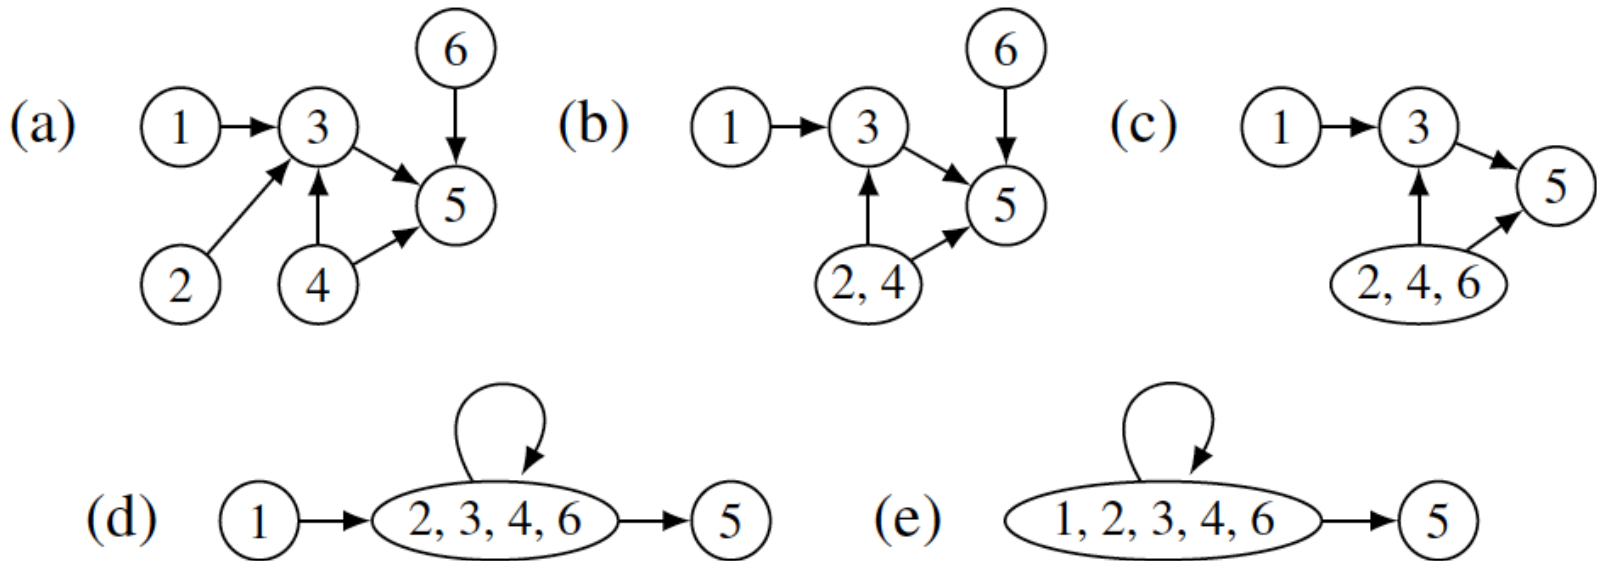 6
6
(a) 1 3 (b) 1 3 (c) 1 3
5 5 5
2 4 2, 4 2, 4, 6
(d) 1 2, 3, 4, 6 5 (e) 1, 2, 3, 4, 6 5